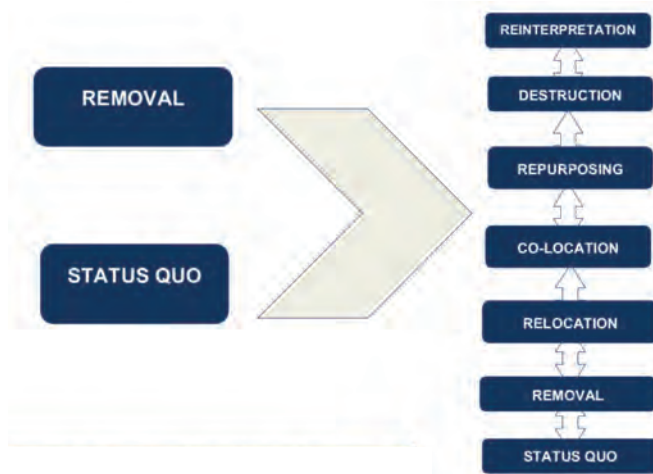 REMOVAL
STATUS QUO
REINTERPRETATION
DESTRUCTION
REPURPOSING
CO-LOCATION
RELOCATION
REMOVAL
STATUS QUO